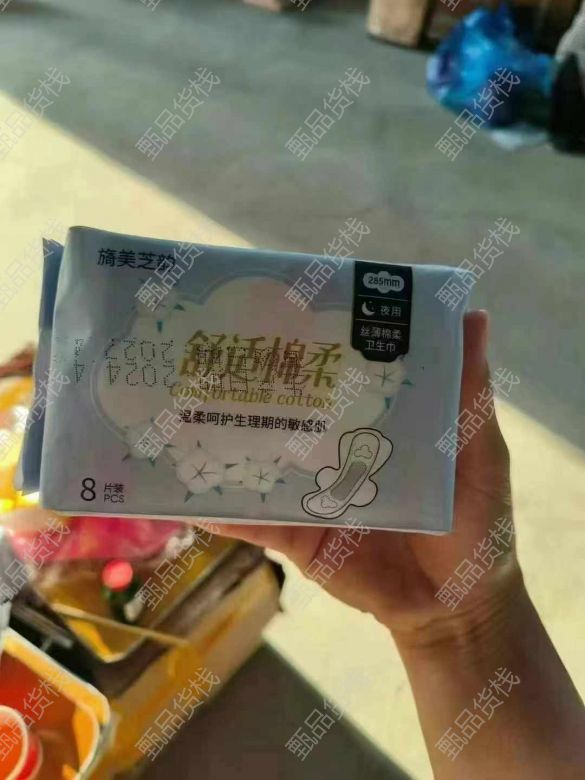 旖美芝韵
285mm
夜用
丝薄棉柔
卫生巾
舒适棉柔
Comfortable cotton
温柔呵护生理期的敏感肌
8 片装
PCS
甄品货栈